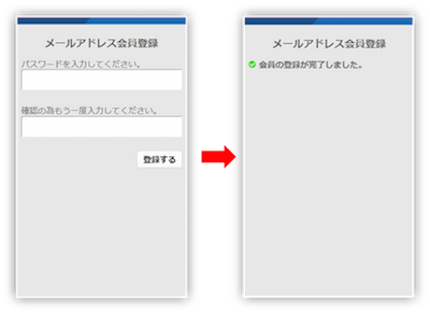 メールアドレス会員登録
パスワードを入力してください。
確認の為もう一度入力してください。
登録する
メールアドレス会員登録
会員の登録が完了しました。